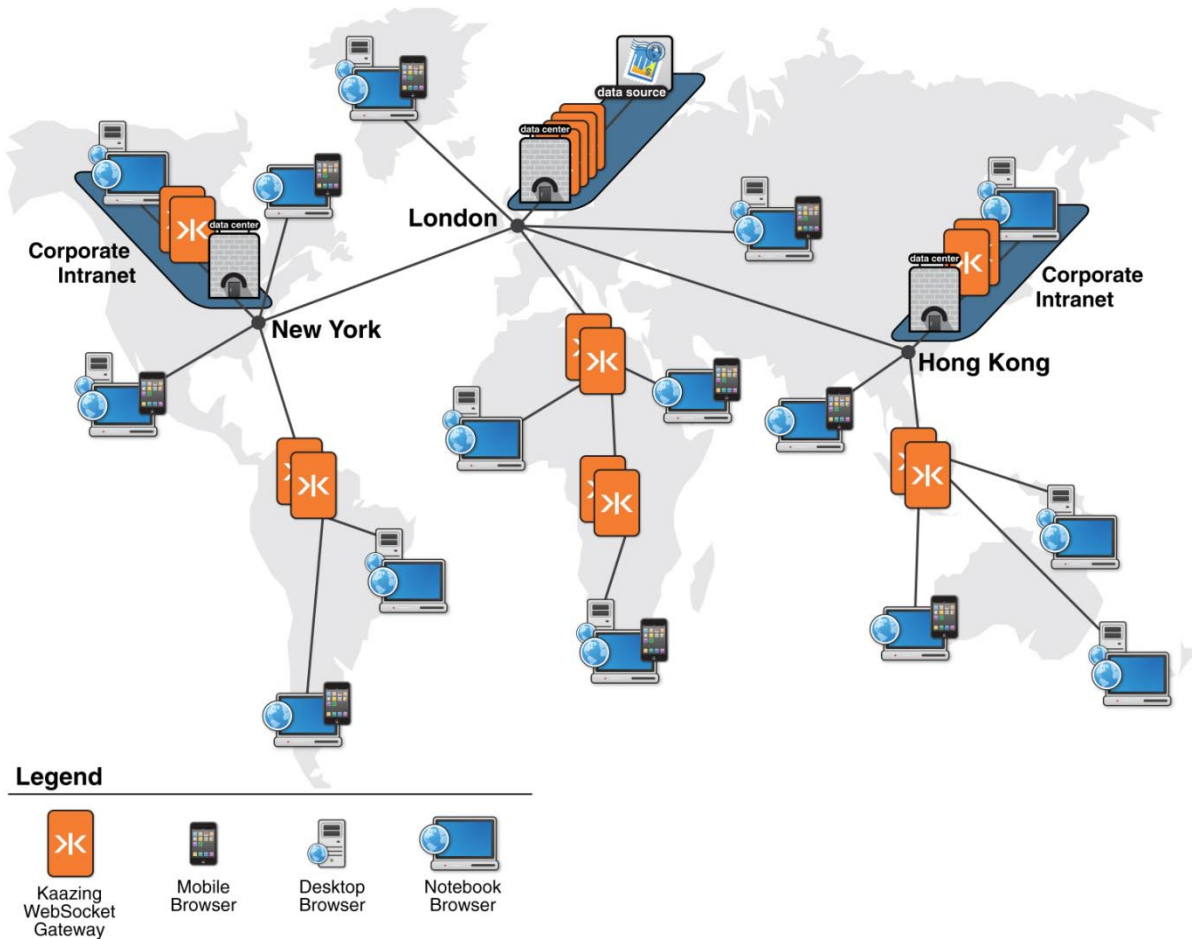 data source
data center
London
data center
Corporate
Intranet
New York
data center
Corporate
Intranet
Hong Kong
Legend
Kaazing
WebSocket
Gateway
Mobile
Browser
Desktop
Browser
Notebook
Browser